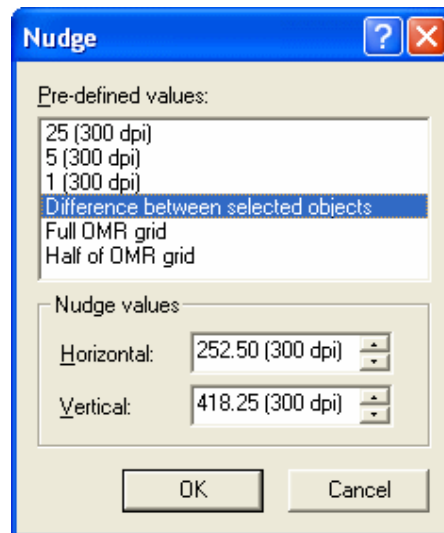 Nudge
Pre-defined values:
25 (300 dpi)
5 (300 dpi)
1 (300 dpi)
Difference between selected objects
Full OMR grid
Half of OMR grid
Nudge values
Horizontal: 252.50 (300 dpi)
Vertical: 418.25 (300 dpi)
OK Cancel